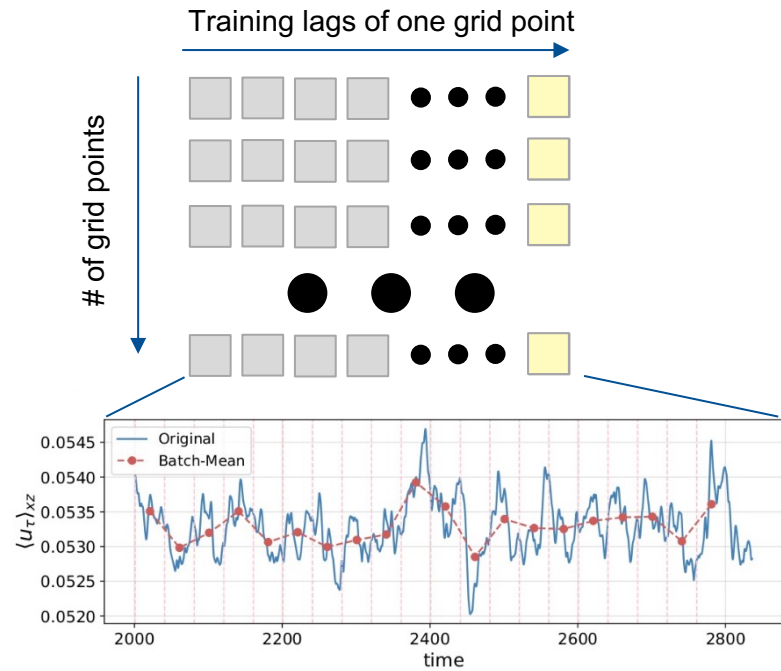 Training lags of one grid point
# of grid points
Original
Batch-Mean
0.0545
0.0540
0.0535
0.0530
0.0525
0.0520
⟨u_τ⟩_xz
2000
2200
2400
2600
2800
time